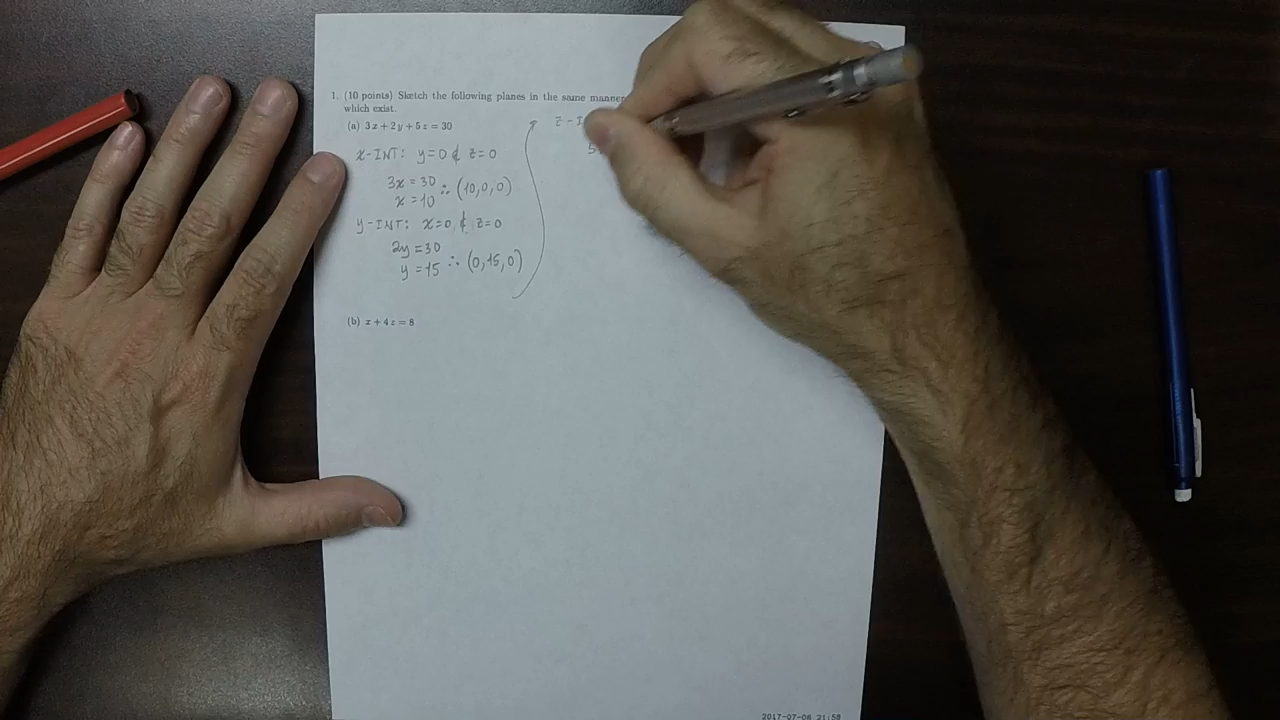 1. (10 points) Sketch the following planes in the same manner
which exist.
(a) 3x + 2y + 5z = 30
x-INT: y=0 & z=0
3x = 30
x = 10 ∴ (10,0,0)
y-INT: x=0 & z=0
2y = 30
y = 15 ∴ (0,15,0)
z-I
5
(b) x + 4z = 8
2017-07-06 21:58